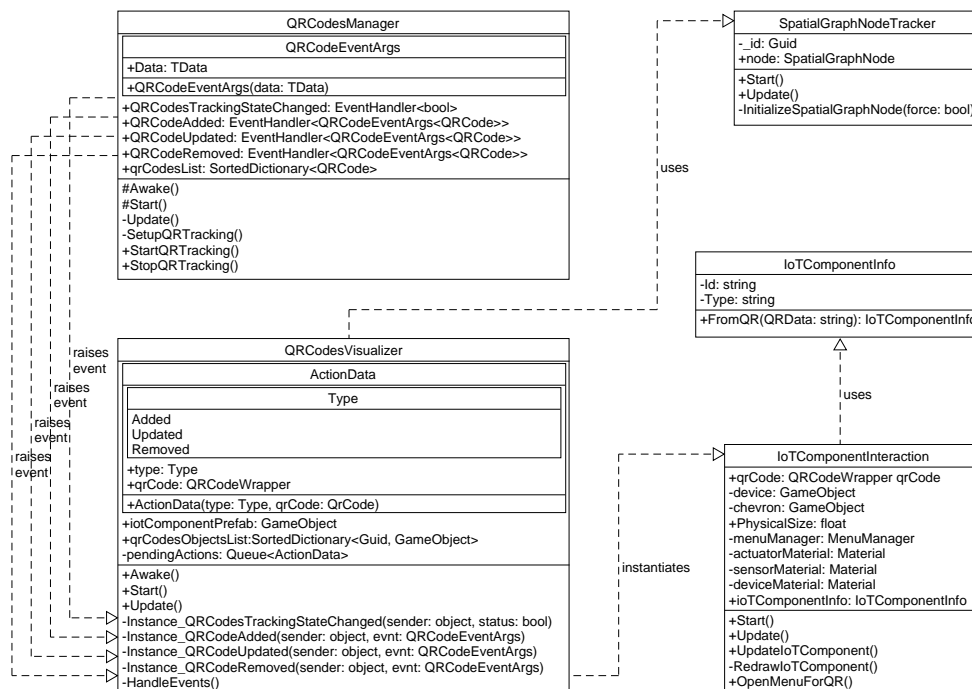 QRCodesManager
QRCodeEventArgs
+Data: TData
+QRCodeEventArgs(data: TData)
+QRCodesTrackingStateChanged: EventHandler<bool>
+QRCodeAdded: EventHandler<QRCodeEventArgs<QRCode>>
+QRCodeUpdated: EventHandler<QRCodeEventArgs<QRCode>>
+QRCodeRemoved: EventHandler<QRCodeEventArgs<QRCode>>
+qrCodesList: SortedDictionary<QRCode>
#Awake()
#Start()
-Update()
-SetupQRTracking()
+StartQRTracking()
+StopQRTracking()
SpatialGraphNodeTracker
-_id: Guid
+node: SpatialGraphNode
+Start()
+Update()
-InitializeSpatialGraphNode(force: bool)
uses
IoTComponentInfo
-Id: string
-Type: string
+FromQR(QRData: string): IoTComponentInfo
uses
raises
event
raises
event
raises
event
raises
event
QRCodesVisualizer
ActionData
Type
Added
Updated
Removed
+type: Type
+qrCode: QRCodeWrapper
+ActionData(type: Type, qrCode: QrCode)
+iotComponentPrefab: GameObject
+qrCodesObjectsList:SortedDictionary<Guid, GameObject>
-pendingActions: Queue<ActionData>
+Awake()
+Start()
+Update()
-Instance_QRCodesTrackingStateChanged(sender: object, status: bool)
-Instance_QRCodeAdded(sender: object, evnt: QRCodeEventArgs)
-Instance_QRCodeUpdated(sender: object, evnt: QRCodeEventArgs)
-Instance_QRCodeRemoved(sender: object, evnt: QRCodeEventArgs)
-HandleEvents()
instantiates
IoTComponentInteraction
+qrCode: QRCodeWrapper qrCode
-device: GameObject
-chevron: GameObject
+PhysicalSize: float
-menuManager: MenuManager
-actuatorMaterial: Material
-sensorMaterial: Material
-deviceMaterial: Material
+ioTComponentInfo: IoTComponentInfo
+Start()
+Update()
+UpdateIoTComponent()
-RedrawIoTComponent()
+OpenMenuForQR()